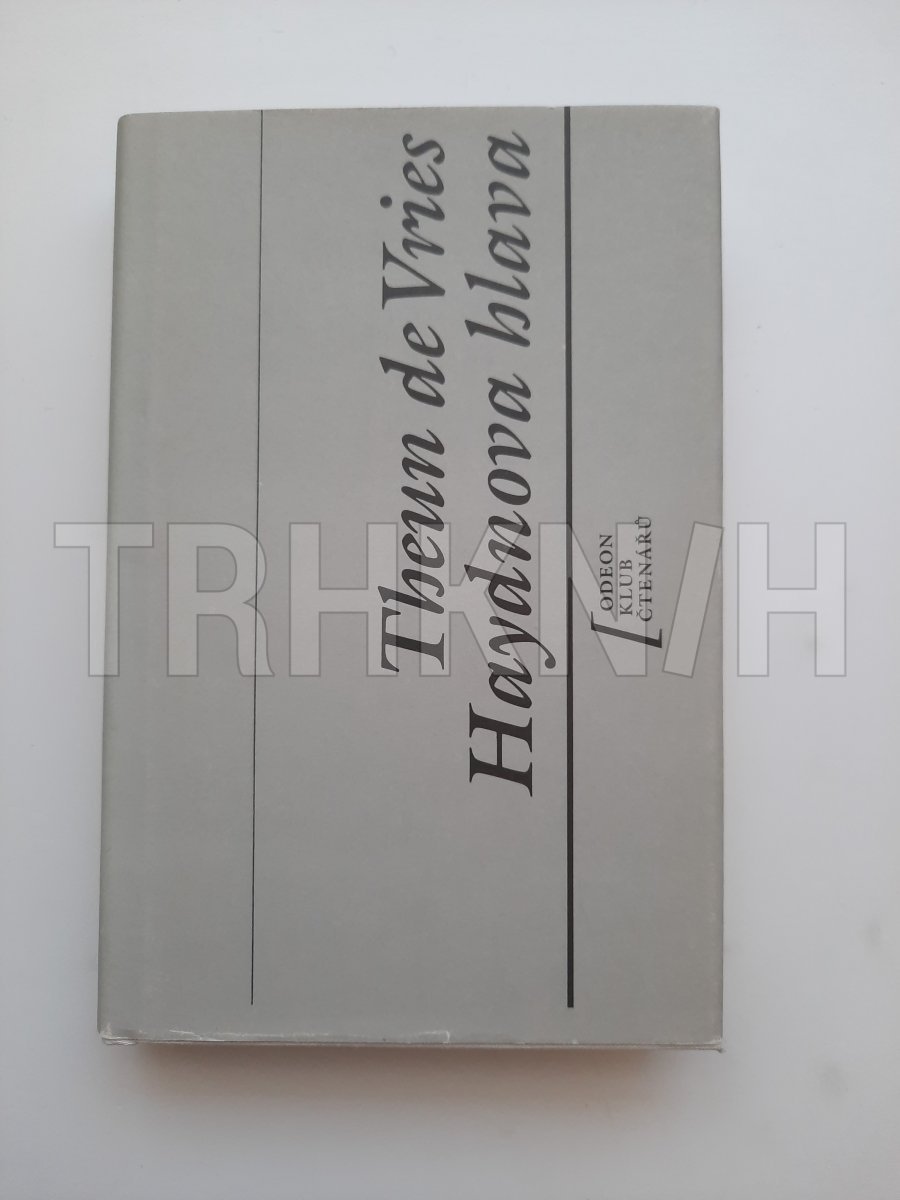 Theun de Vries
Haydnova hlava
ODEON
KLUB
ČTENÁŘŮ
TRHKNIH